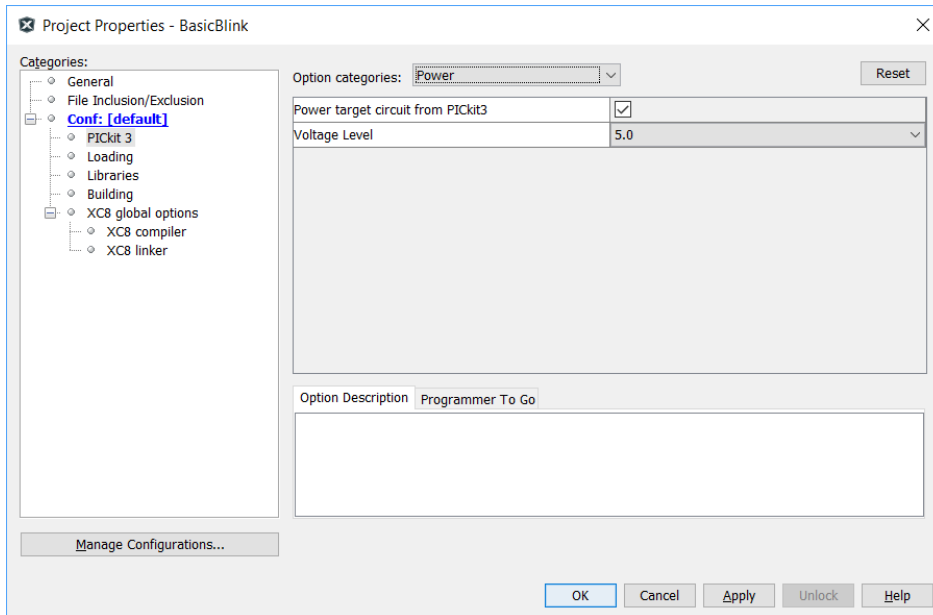 Project Properties - BasicBlink
Categories:
General
File Inclusion/Exclusion
Conf: [default]
PICkit 3
Loading
Libraries
Building
XC8 global options
XC8 compiler
XC8 linker
Manage Configurations...
Option categories: Power Reset
Power target circuit from PICkit3
Voltage Level 5.0
Option Description Programmer To Go
OK Cancel Apply Unlock Help